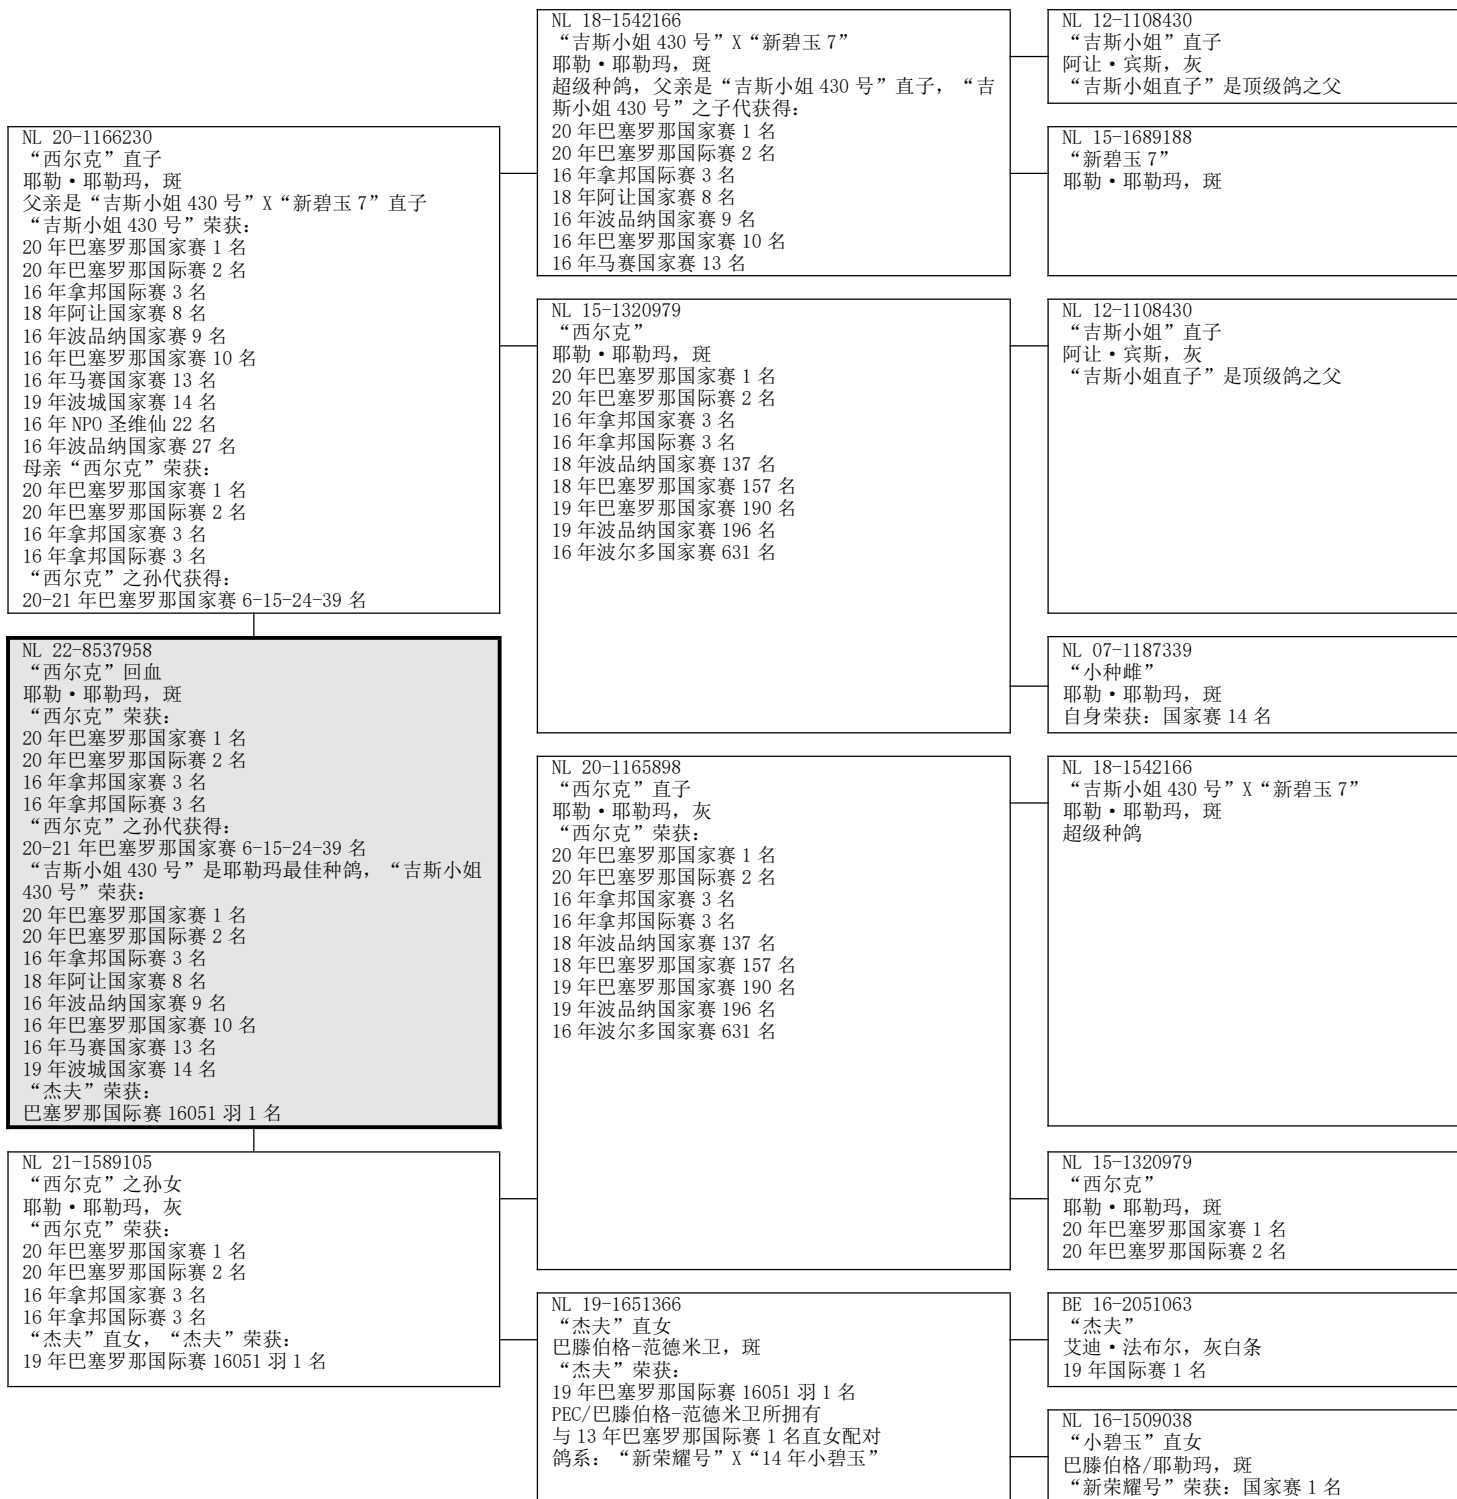 NL 20-1166230
“西尔克”直子
耶勒•耶勒玛，斑
父亲是“吉斯小姐 430 号”X“新碧玉 7”直子
“吉斯小姐 430 号”荣获：
20 年巴塞罗那国家赛 1 名
20 年巴塞罗那国际赛 2 名
16 年拿邦国际赛 3 名
18 年阿让国家赛 8 名
16 年波品纳国家赛 9 名
16 年巴塞罗那国家赛 10 名
16 年马赛国家赛 13 名
19 年波城国家赛 14 名
16 年 NPO 圣维仙 22 名
16 年波品纳国家赛 27 名
母亲“西尔克”荣获：
20 年巴塞罗那国家赛 1 名
20 年巴塞罗那国际赛 2 名
16 年拿邦国家赛 3 名
16 年拿邦国际赛 3 名
“西尔克”之孙代获得：
20-21 年巴塞罗那国家赛 6-15-24-39 名
NL 22-8537958
“西尔克”回血
耶勒•耶勒玛，斑
“西尔克”荣获：
20 年巴塞罗那国家赛 1 名
20 年巴塞罗那国际赛 2 名
16 年拿邦国家赛 3 名
16 年拿邦国际赛 3 名
“西尔克”之孙代获得：
20-21 年巴塞罗那国家赛 6-15-24-39 名
“吉斯小姐 430 号”是耶勒玛最佳种鸽，“吉斯小姐
430 号”荣获：
20 年巴塞罗那国家赛 1 名
20 年巴塞罗那国际赛 2 名
16 年拿邦国际赛 3 名
18 年阿让国家赛 8 名
16 年波品纳国家赛 9 名
16 年巴塞罗那国家赛 10 名
16 年马赛国家赛 13 名
19 年波城国家赛 14 名
“杰夫”荣获：
巴塞罗那国际赛 16051 羽 1 名
NL 21-1589105
“西尔克”之孙女
耶勒•耶勒玛，灰
“西尔克”荣获：
20 年巴塞罗那国家赛 1 名
20 年巴塞罗那国际赛 2 名
16 年拿邦国家赛 3 名
16 年拿邦国际赛 3 名
“杰夫”直女，“杰夫”荣获：
19 年巴塞罗那国际赛 16051 羽 1 名
NL 18-1542166
“吉斯小姐 430 号”X“新碧玉 7”
耶勒•耶勒玛，斑
超级种鸽，父亲是“吉斯小姐 430 号”直子，“吉
斯小姐 430 号”之子代获得：
20 年巴塞罗那国家赛 1 名
20 年巴塞罗那国际赛 2 名
16 年拿邦国际赛 3 名
18 年阿让国家赛 8 名
16 年波品纳国家赛 9 名
16 年巴塞罗那国家赛 10 名
16 年马赛国家赛 13 名
NL 15-1320979
“西尔克”
耶勒•耶勒玛，斑
20 年巴塞罗那国家赛 1 名
20 年巴塞罗那国际赛 2 名
16 年拿邦国家赛 3 名
16 年拿邦国际赛 3 名
18 年波品纳国家赛 137 名
18 年巴塞罗那国家赛 157 名
19 年巴塞罗那国家赛 190 名
19 年波品纳国家赛 196 名
16 年波尔多国家赛 631 名
NL 20-1165898
“西尔克”直子
耶勒•耶勒玛，灰
“西尔克”荣获：
20 年巴塞罗那国家赛 1 名
20 年巴塞罗那国际赛 2 名
16 年拿邦国家赛 3 名
16 年拿邦国际赛 3 名
18 年波品纳国家赛 137 名
18 年巴塞罗那国家赛 157 名
19 年巴塞罗那国家赛 190 名
19 年波品纳国家赛 196 名
16 年波尔多国家赛 631 名
NL 19-1651366
“杰夫”直女
巴滕伯格-范德米卫，斑
“杰夫”荣获：
19 年巴塞罗那国际赛 16051 羽 1 名
PEC/巴滕伯格-范德米卫所拥有
与 13 年巴塞罗那国际赛 1 名直女配对
鸽系：“新荣耀号”X“14 年小碧玉”
NL 12-1108430
“吉斯小姐”直子
阿让•宾斯，灰
“吉斯小姐直子”是顶级鸽之父
NL 15-1689188
“新碧玉 7”
耶勒•耶勒玛，斑
NL 12-1108430
“吉斯小姐”直子
阿让•宾斯，灰
“吉斯小姐直子”是顶级鸽之父
NL 07-1187339
“小种雌”
耶勒•耶勒玛，斑
自身荣获：国家赛 14 名
NL 18-1542166
“吉斯小姐 430 号”X“新碧玉 7”
耶勒•耶勒玛，斑
超级种鸽
NL 15-1320979
“西尔克”
耶勒•耶勒玛，斑
20 年巴塞罗那国家赛 1 名
20 年巴塞罗那国际赛 2 名
BE 16-2051063
“杰夫”
艾迪•法布尔，灰白条
19 年国际赛 1 名
NL 16-1509038
“小碧玉”直女
巴滕伯格/耶勒玛，斑
“新荣耀号”荣获：国家赛 1 名